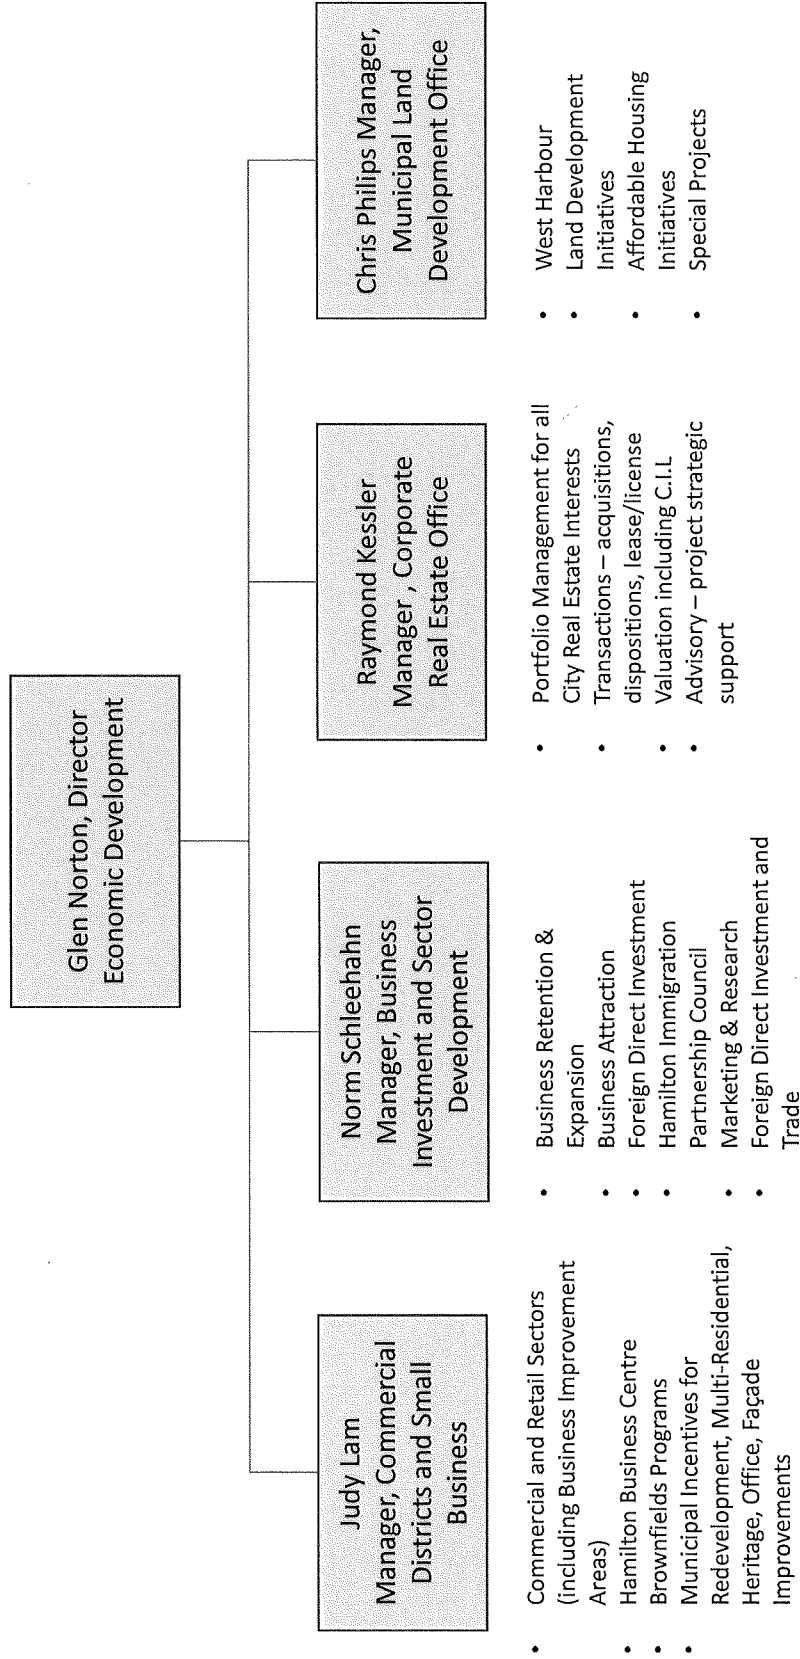 Glen Norton, Director
Economic Development
Judy Lam
Manager, Commercial
Districts and Small
Business
• Commercial and Retail Sectors
(including Business Improvement
Areas)
• Hamilton Business Centre
• Brownfields Programs
• Municipal Incentives for
Redevelopment, Multi-Residential,
Heritage, Office, Façade
Improvements
Norm Schleehahn
Manager, Business
Investment and Sector
Development
• Business Retention &
Expansion
• Business Attraction
• Foreign Direct Investment
• Hamilton Immigration
Partnership Council
• Marketing & Research
• Foreign Direct Investment and
Trade
Raymond Kessler
Manager , Corporate
Real Estate Office
• Portfolio Management for all
City Real Estate Interests
• Transactions – acquisitions,
dispositions, lease/license
• Valuation including C.I.L
• Advisory – project strategic
support
Chris Philips Manager,
Municipal Land
Development Office
• West Harbour
• Land Development
Initiatives
• Affordable Housing
Initiatives
• Special Projects